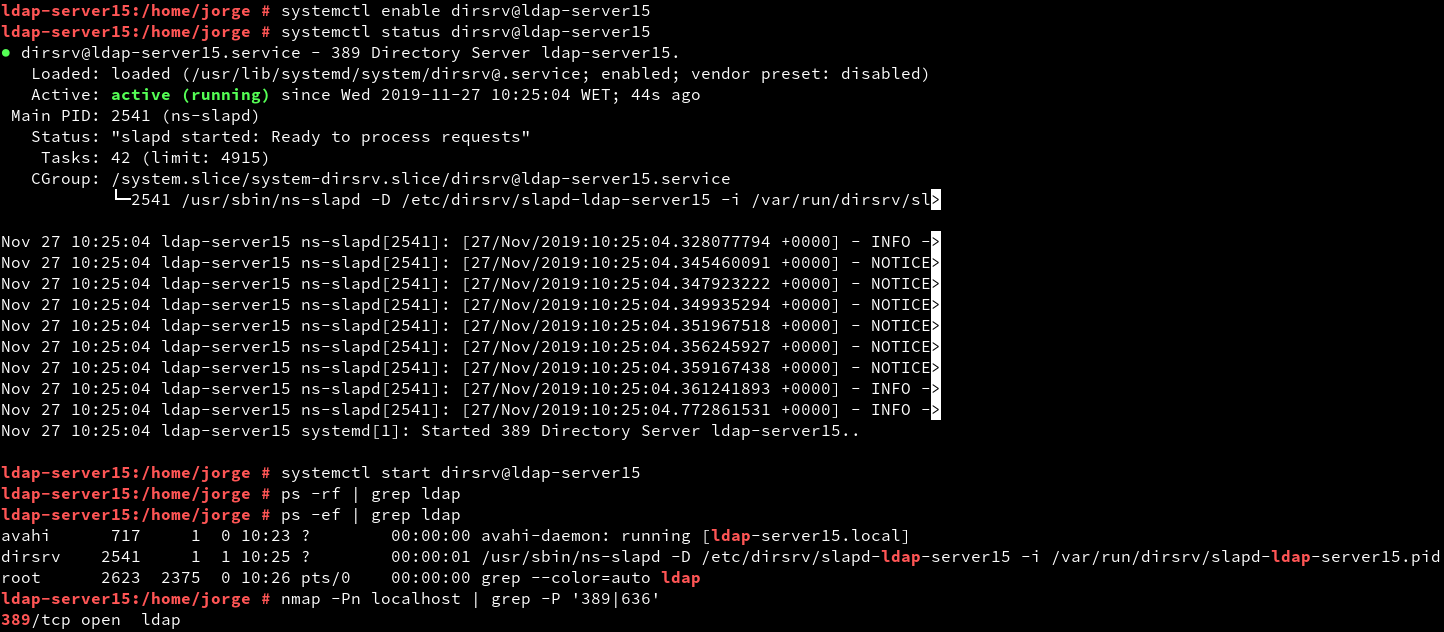 ldap-server15:/home/jorge # systemctl enable dirsrv@ldap-server15
ldap-server15:/home/jorge # systemctl status dirsrv@ldap-server15
● dirsrv@ldap-server15.service - 389 Directory Server ldap-server15.
   Loaded: loaded (/usr/lib/systemd/system/dirsrv@.service; enabled; vendor preset: disabled)
   Active: active (running) since Wed 2019-11-27 10:25:04 WET; 44s ago
 Main PID: 2541 (ns-slapd)
   Status: "slapd started: Ready to process requests"
    Tasks: 42 (limit: 4915)
   CGroup: /system.slice/system-dirsrv.slice/dirsrv@ldap-server15.service
           └─2541 /usr/sbin/ns-slapd -D /etc/dirsrv/slapd-ldap-server15 -i /var/run/dirsrv/sl>
Nov 27 10:25:04 ldap-server15 ns-slapd[2541]: [27/Nov/2019:10:25:04.328077794 +0000] - INFO ->
Nov 27 10:25:04 ldap-server15 ns-slapd[2541]: [27/Nov/2019:10:25:04.345460091 +0000] - NOTICE>
Nov 27 10:25:04 ldap-server15 ns-slapd[2541]: [27/Nov/2019:10:25:04.347923222 +0000] - NOTICE>
Nov 27 10:25:04 ldap-server15 ns-slapd[2541]: [27/Nov/2019:10:25:04.349935294 +0000] - NOTICE>
Nov 27 10:25:04 ldap-server15 ns-slapd[2541]: [27/Nov/2019:10:25:04.351967518 +0000] - NOTICE>
Nov 27 10:25:04 ldap-server15 ns-slapd[2541]: [27/Nov/2019:10:25:04.356245927 +0000] - NOTICE>
Nov 27 10:25:04 ldap-server15 ns-slapd[2541]: [27/Nov/2019:10:25:04.359167438 +0000] - NOTICE>
Nov 27 10:25:04 ldap-server15 ns-slapd[2541]: [27/Nov/2019:10:25:04.361241893 +0000] - INFO ->
Nov 27 10:25:04 ldap-server15 ns-slapd[2541]: [27/Nov/2019:10:25:04.772861531 +0000] - INFO ->
Nov 27 10:25:04 ldap-server15 systemd[1]: Started 389 Directory Server ldap-server15..
ldap-server15:/home/jorge # systemctl start dirsrv@ldap-server15
ldap-server15:/home/jorge # ps -rf | grep ldap
ldap-server15:/home/jorge # ps -ef | grep ldap
avahi      717     1  0 10:23 ?        00:00:00 avahi-daemon: running [ldap-server15.local]
dirsrv    2541     1  1 10:25 ?        00:00:01 /usr/sbin/ns-slapd -D /etc/dirsrv/slapd-ldap-server15 -i /var/run/dirsrv/slapd-ldap-server15.pid
root      2623  2375  0 10:26 pts/0    00:00:00 grep --color=auto ldap
ldap-server15:/home/jorge # nmap -Pn localhost | grep -P '389|636'
389/tcp open  ldap